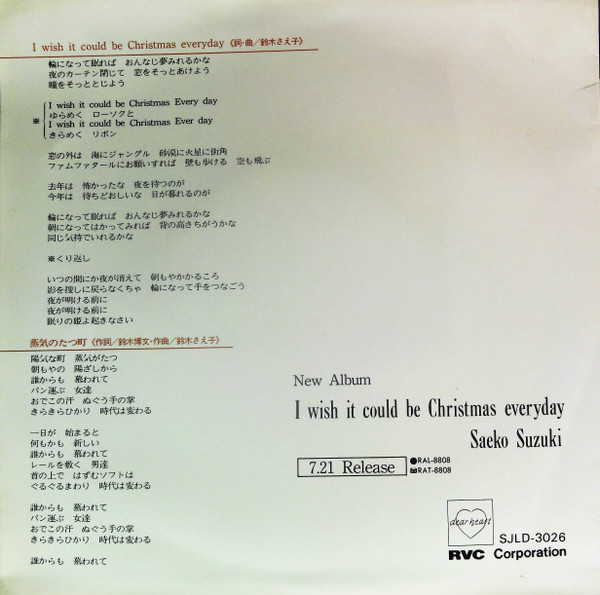 I wish it could be Christmas everyday《詞・曲／鈴木さえ子》
輪になって眠れば　おんなじ夢みれるかな
夜のカーテン閉じて　窓をそっとあけよう
瞳をそっととじよう
I wish it could be Christmas Every day
ゆらめく　ローソクと
※
I wish it could be Christmas Ever day
きらめく　リボン
窓の外は　海にジャングル　砂漠に火星に街角
ファムファタールにお願いすれば　壁も歩ける　空も飛ぶ
去年は　怖かったな　夜を待つのが
今年は　待ちどおしいな　日が暮れるのが
輪になって眠れば　おんなじ夢みれるかな
朝になってはかってみれば　背の高さちがうかな
同じ気持でいれるかな
※くり返し
いつの間にか夜が消えて　朝もやかかるころ
影を捜しに戻らなくちゃ　輪になって手をつなごう
夜が明ける前に
夜が明ける前に
眠りの姫よ起きなさい
蒸気のたつ町《作詞／鈴木博文・作曲／鈴木さえ子》
陽気な町　蒸気がたつ
朝もやの　陽ざしから
誰からも　慕われて
パン運ぶ　女達
おでこの汗　ぬぐう手の掌
きらきらひかり　時代は変わる
一日が　始まると
何もかも　新しい
誰からも　慕われて
レールを敷く　男達
首の上で　はずむソフトは
ぐるぐるまわり　時代は変わる
誰からも　慕われて
パン運ぶ　女達
おでこの汗　ぬぐう手の掌
きらきらひかり　時代は変わる
誰からも　慕われて
New Album
I wish it could be Christmas everyday
Saeko Suzuki
7.21 Release
●RAL-8808
RAT-8808
dear heart
SJLD-3026
RVC Corporation